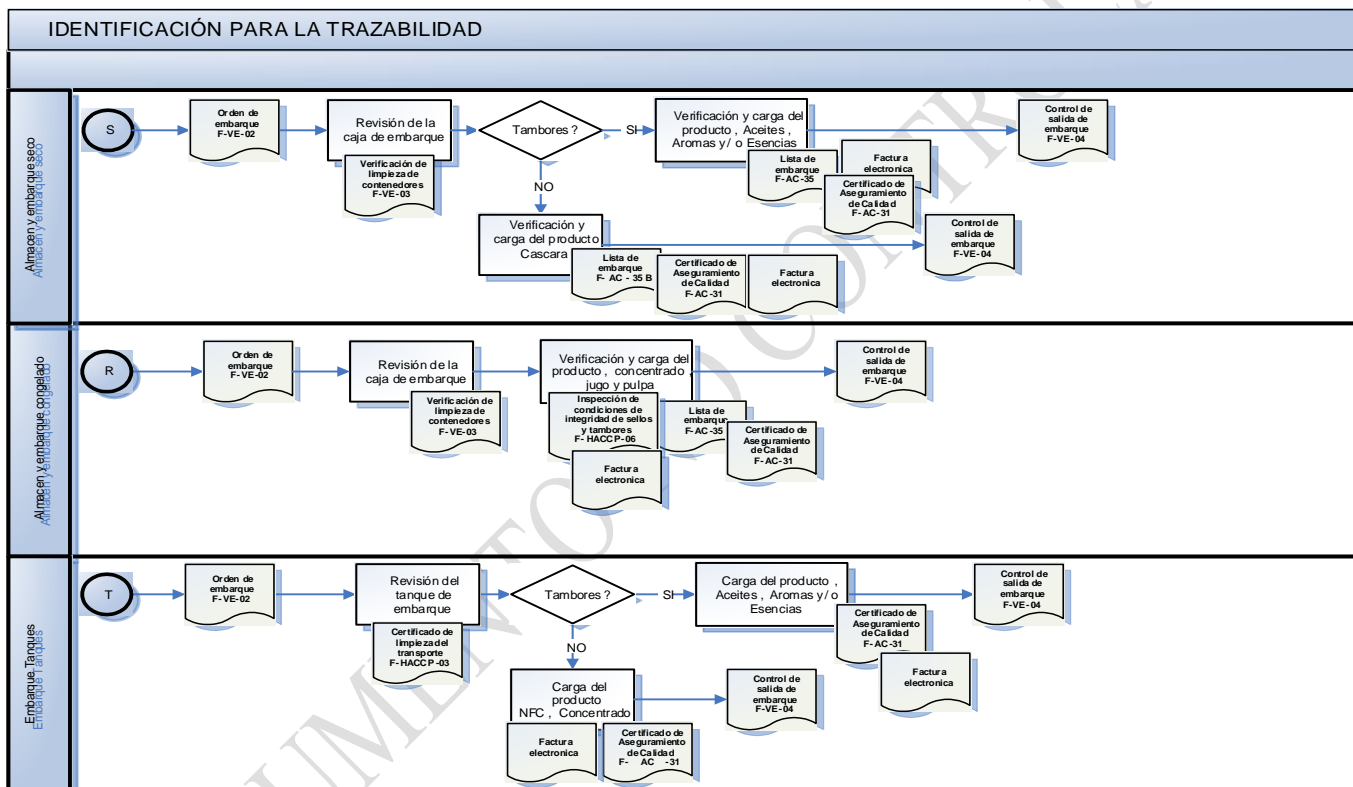 IDENTIFICACIÓN PARA LA TRAZABILIDAD
Almacen y embarque seco
Almacen y embarque seco
S
Orden de
embarque
F-VE-02
Revisión de la
caja de embarque
Verificación de
limpieza de
contenedores
F-VE-03
Tambores ?
SI
NO
Verificación y carga del
producto , Aceites ,
Aromas y/ o Esencias
Lista de
embarque
F-AC-35
Factura
electronica
Certificado de
Aseguramiento
de Calidad
F-AC-31
Control de
salida de
embarque
F-VE-04
Verificación y
carga del producto
Cascara
Lista de
embarque
F- AC - 35 B
Certificado de
Aseguramiento
de Calidad
F-AC-31
Factura
electronica
Control de
salida de
embarque
F-VE-04
Almacen y embarque congelado
Almacen y embarque congelado
R
Orden de
embarque
F-VE-02
Revisión de la
caja de embarque
Verificación de
limpieza de
contenedores
F-VE-03
Verificación y carga del
producto , concentrado ,
jugo y pulpa
Inspección de
condiciones de
integridad de sellos
y tambores
F- HACCP-06
Lista de
embarque
F-AC-35
Certificado de
Aseguramiento
de Calidad
F-AC-31
Factura
electronica
Control de
salida de
embarque
F-VE-04
Embarque Tanques
Embarque Tanques
T
Orden de
embarque
F-VE-02
Revisión del
tanque de
embarque
Certificado de
limpieza del
transporte
F-HACCP-03
Tambores ?
SI
NO
Carga del producto ,
Aceites , Aromas y/ o
Esencias
Certificado de
Aseguramiento
de Calidad
F-AC-31
Factura
electronica
Control de
salida de
embarque
F-VE-04
Carga del
producto
NFC , Concentrado
Factura
electronica
Certificado de
Aseguramiento
de Calidad
F- AC -31
Control de
salida de
embarque
F-VE-04